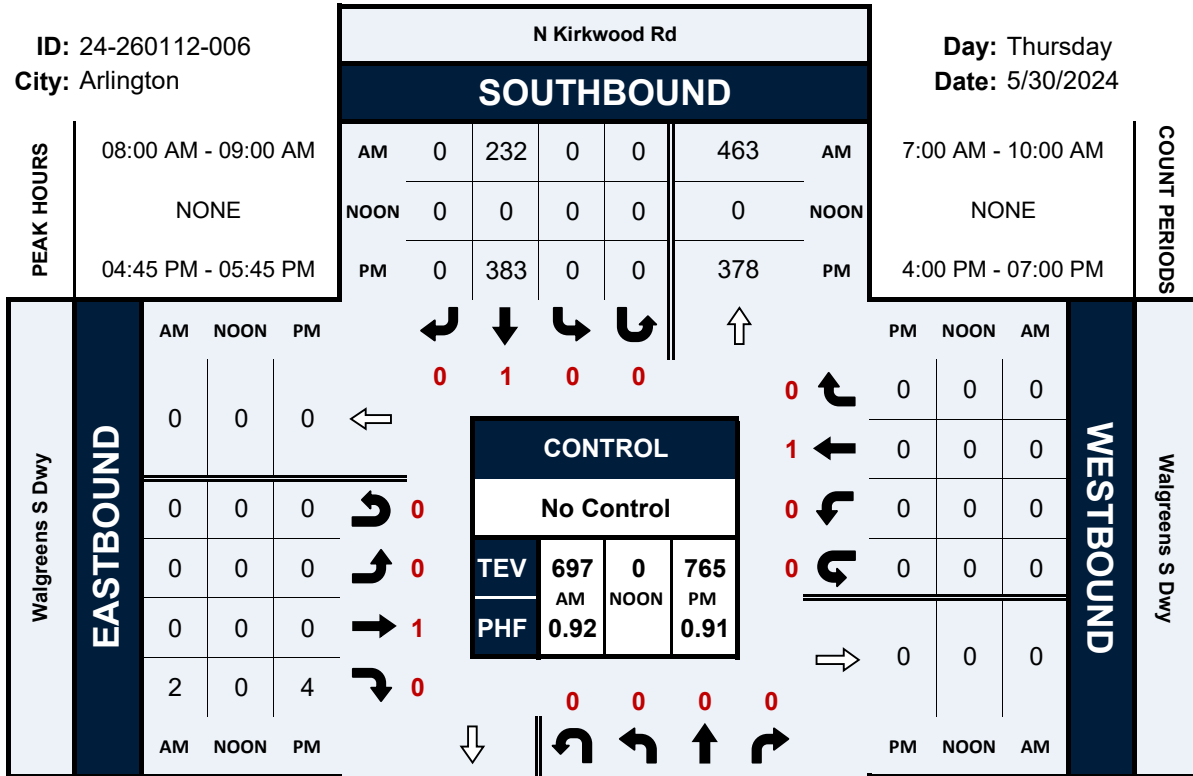 N Kirkwood Rd
ID: 24-260112-006
City: Arlington
Day: Thursday
Date: 5/30/2024
SOUTHBOUND
PEAK HOURS
08:00 AM - 09:00 AM
NONE
04:45 PM - 05:45 PM
AM 0 232 0 0 463 AM
NOON 0 0 0 0 0 NOON
PM 0 383 0 0 378 PM
7:00 AM - 10:00 AM
NONE
4:00 PM - 07:00 PM
COUNT PERIODS
0 1 0 0
Walgreens S Dwy
EASTBOUND
AM NOON PM
0 0 0
0 0 0 0
0 0 0 0
0 0 0 1
2 0 4 0
AM NOON PM
CONTROL
No Control
TEV 697 0 765
AM NOON PM
PHF 0.92 0.91
PM NOON AM
0 0 0 0
1 0 0 0
0 0 0 0
0 0 0 0
0 0 0
PM NOON AM
WESTBOUND
Walgreens S Dwy
0 0 0 0